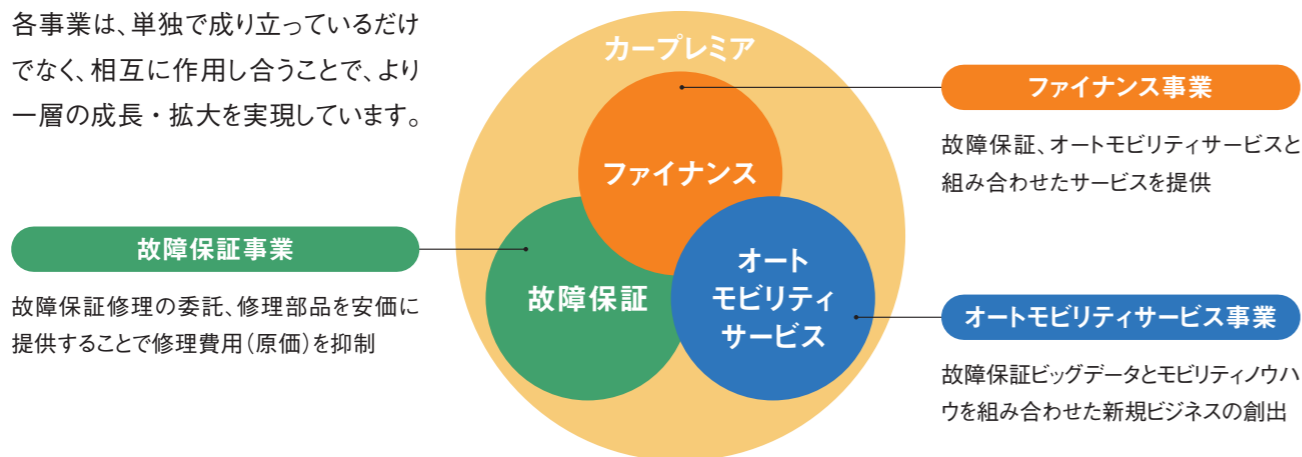 各事業は、単独で成り立っているだけ
でなく、相互に作用し合うことで、より
一層の成長・拡大を実現しています。
カープレミア
ファイナンス
故障保証
オート
モビリティ
サービス
ファイナンス事業
故障保証、オートモビリティサービスと
組み合わせたサービスを提供
故障保証事業
故障保証修理の委託、修理部品を安価に
提供することで修理費用(原価)を抑制
オートモビリティサービス事業
故障保証ビッグデータとモビリティノウハ
ウを組み合わせた新規ビジネスの創出